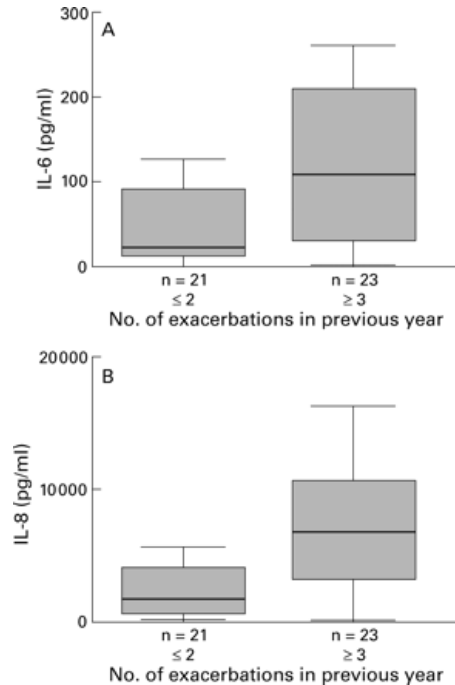 A
300
200
100
0
IL-6 (pg/ml)
n = 21 n = 23
≤ 2 ≥ 3
No. of exacerbations in previous year
B
20000
10000
0
IL-8 (pg/ml)
n = 21 n = 23
≤ 2 ≥ 3
No. of exacerbations in previous year